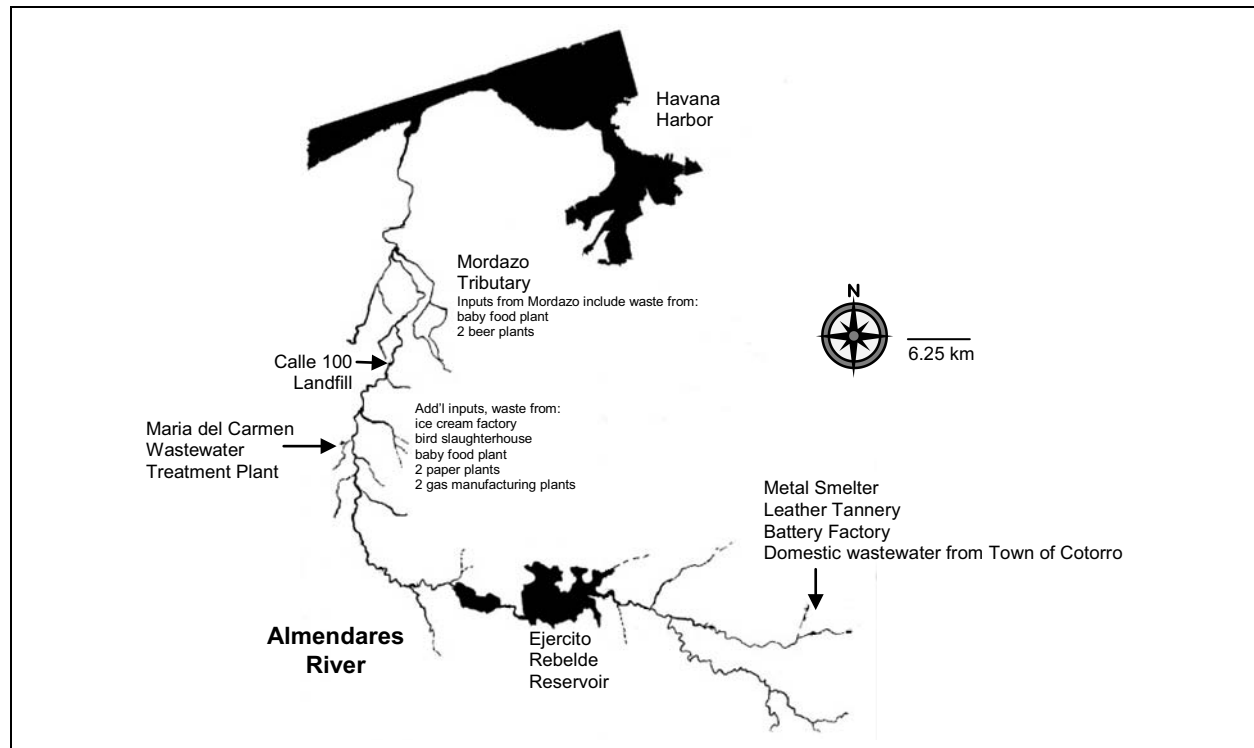 Havana
Harbor
Mordazo
Tributary
Inputs from Mordazo include waste from:
baby food plant
2 beer plants
N
6.25 km
Calle 100
Landfill
Add'l inputs, waste from:
ice cream factory
bird slaughterhouse
baby food plant
2 paper plants
2 gas manufacturing plants
Maria del Carmen
Wastewater
Treatment Plant
Metal Smelter
Leather Tannery
Battery Factory
Domestic wastewater from Town of Cotorro
Almendares
River
Ejercito
Rebelde
Reservoir